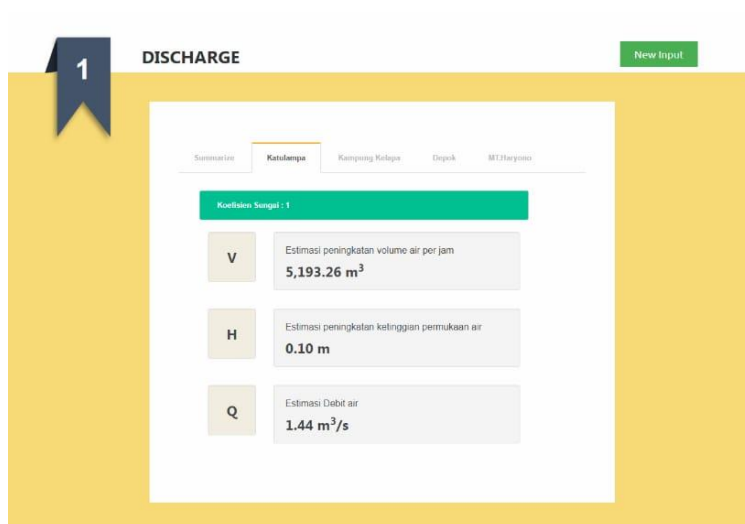 1
DISCHARGE
New Input
Summarize Katulampa Kampung Kelapa Depok MT.Haryono
Koefisien Sungai : 1
V
Estimasi peningkatan volume air per jam
5,193.26 m³
H
Estimasi peningkatan ketinggian permukaan air
0.10 m
Q
Estimasi Debit air
1.44 m³/s